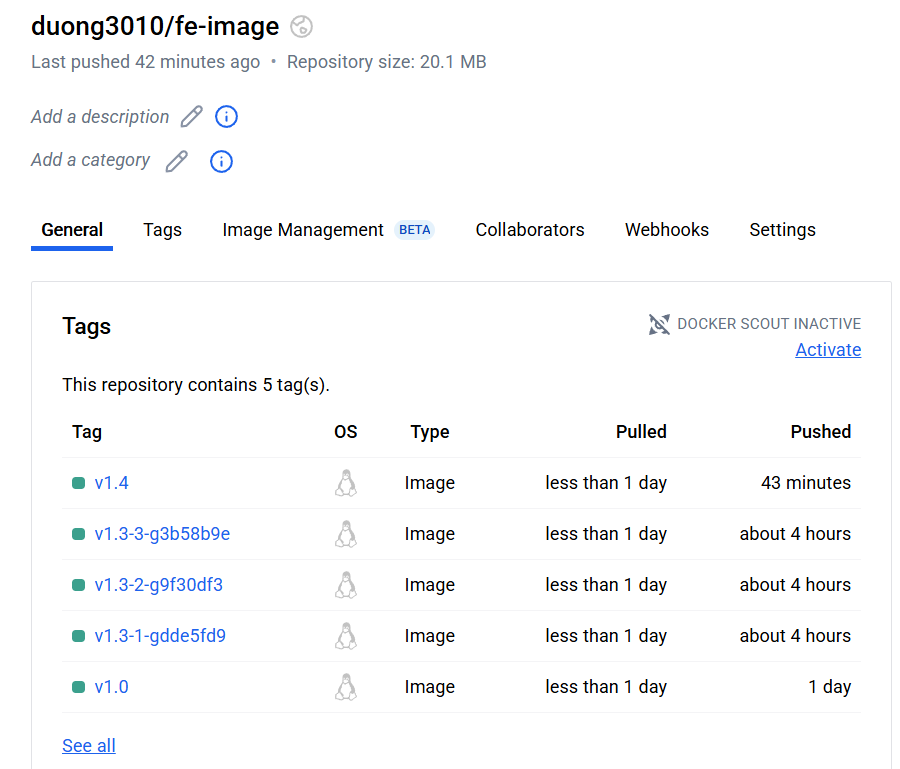 duong3010/fe-image
Last pushed 42 minutes ago • Repository size: 20.1 MB
Add a description
Add a category
General Tags Image Management BETA Collaborators Webhooks Settings
Tags
DOCKER SCOUT INACTIVE
Activate
This repository contains 5 tag(s).
Tag OS Type Pulled Pushed
v1.4 Image less than 1 day 43 minutes
v1.3-3-g3b58b9e Image less than 1 day about 4 hours
v1.3-2-g9f30df3 Image less than 1 day about 4 hours
v1.3-1-gdde5fd9 Image less than 1 day about 4 hours
v1.0 Image less than 1 day 1 day
See all